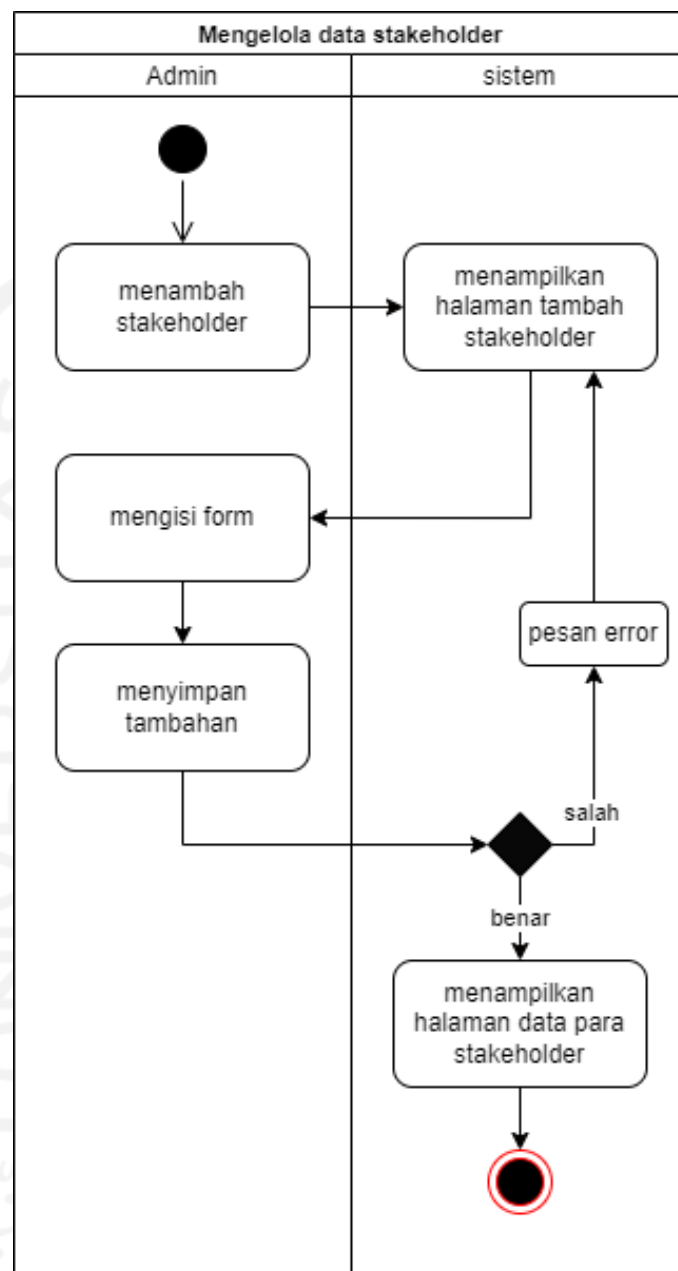 Mengelola data stakeholder
Admin
sistem
menambah
stakeholder
menampilkan
halaman tambah
stakeholder
mengisi form
pesan error
menyimpan
tambahan
salah
benar
menampilkan
halaman data para
stakeholder